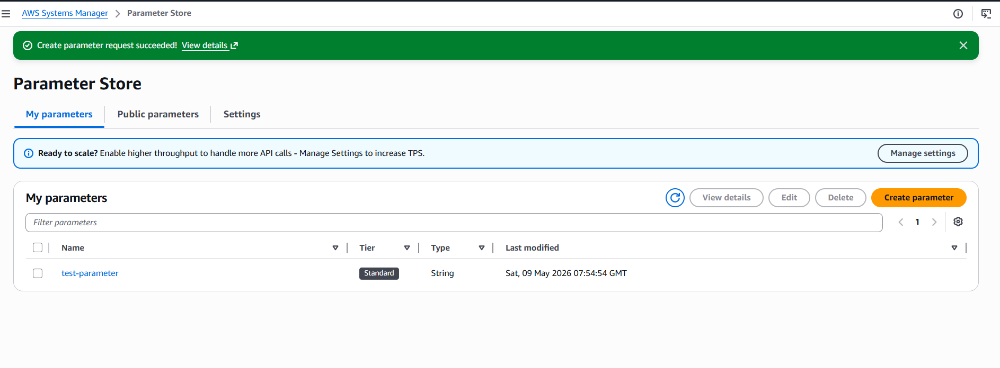 AWS Systems Manager > Parameter Store
Create parameter request succeeded! View details
Parameter Store
My parameters Public parameters Settings
Ready to scale? Enable higher throughput to handle more API calls - Manage Settings to increase TPS. Manage settings
My parameters View details Edit Delete Create parameter
Filter parameters 1
Name Tier Type Last modified
test-parameter Standard String Sat, 09 May 2026 07:54:54 GMT